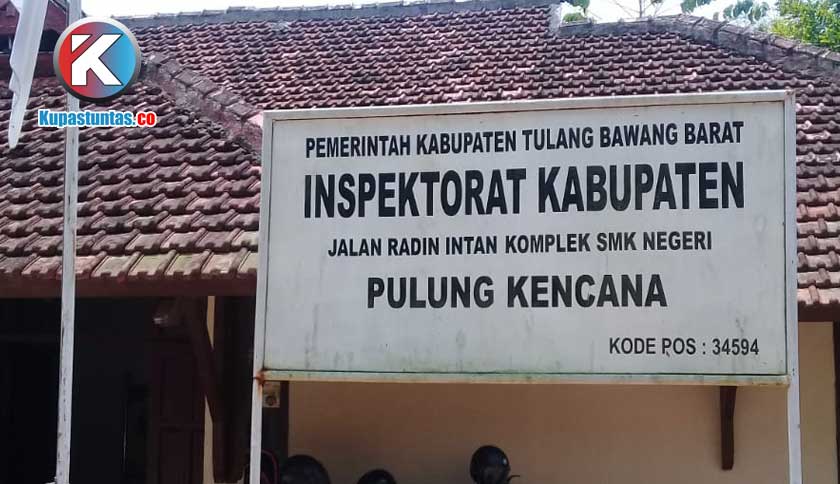 K
Kupastuntas.co
PEMERINTAH KABUPATEN TULANG BAWANG BARAT
INSPEKTORAT KABUPATEN
JALAN RADIN INTAN KOMPLEK SMK NEGERI
PULUNG KENCANA
KODE POS : 34594